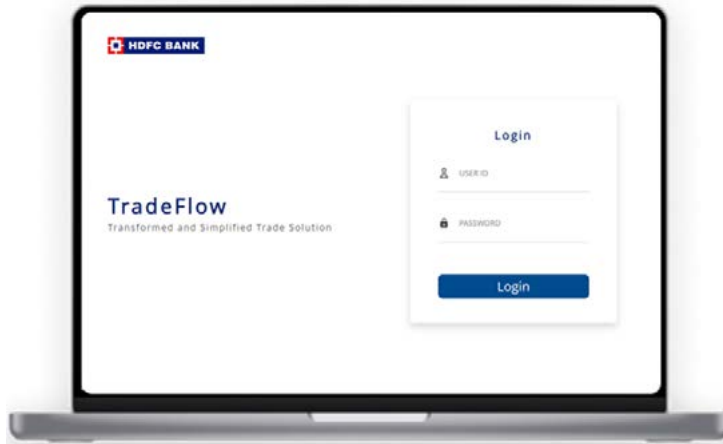 HDFC BANK
TradeFlow
Transformed and Simplified Trade Solution
Login
USER ID
PASSWORD
Login